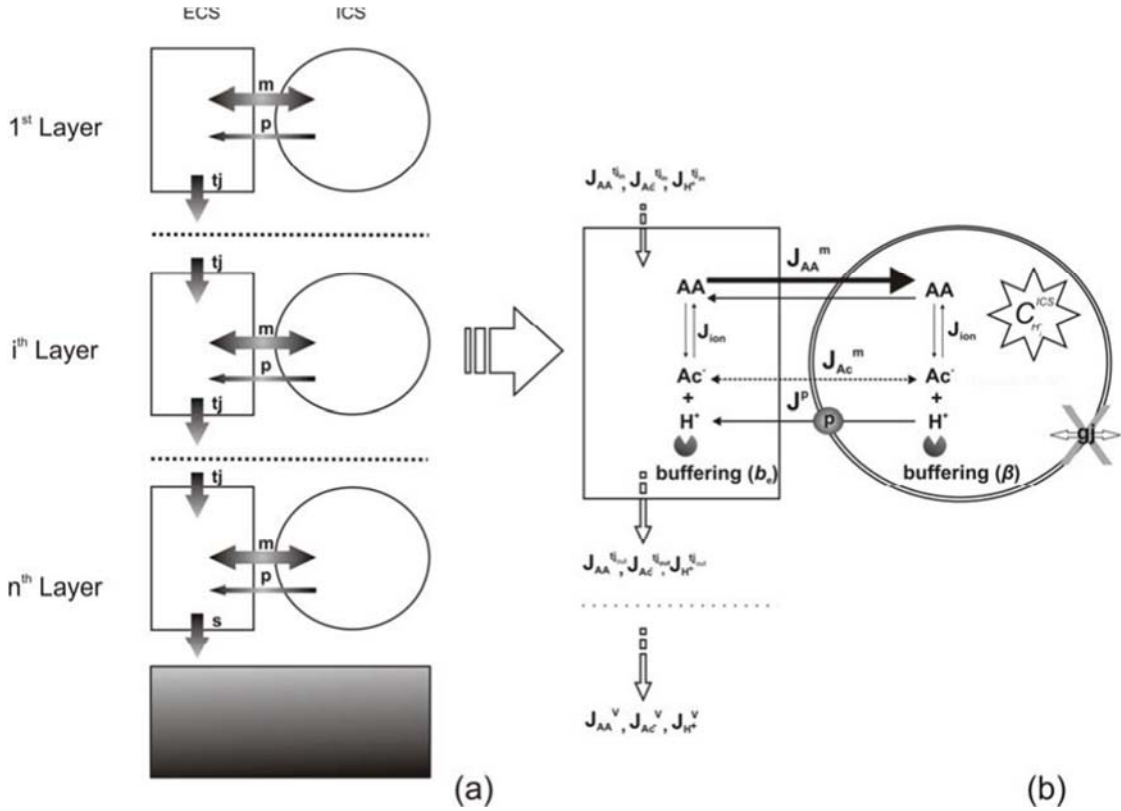 ECS ICS
1st Layer
m
p
tj
tj
ith Layer
m
p
tj
tj
nth Layer
m
p
s
(a)
J_AA^tj_in, J_Ac^tj_in, J_H+^tj_in
J_AA^m
AA AA
J_ion J_ion
C_H^ICS
J_Ac^m
Ac- Ac-
+ +
J^p
H+ p H+
gj
buffering (b_e) buffering (β)
J_AA^tj_out, J_Ac^tj_out, J_H+^tj_out
J_AA^V, J_Ac^V, J_H+^V
(b)